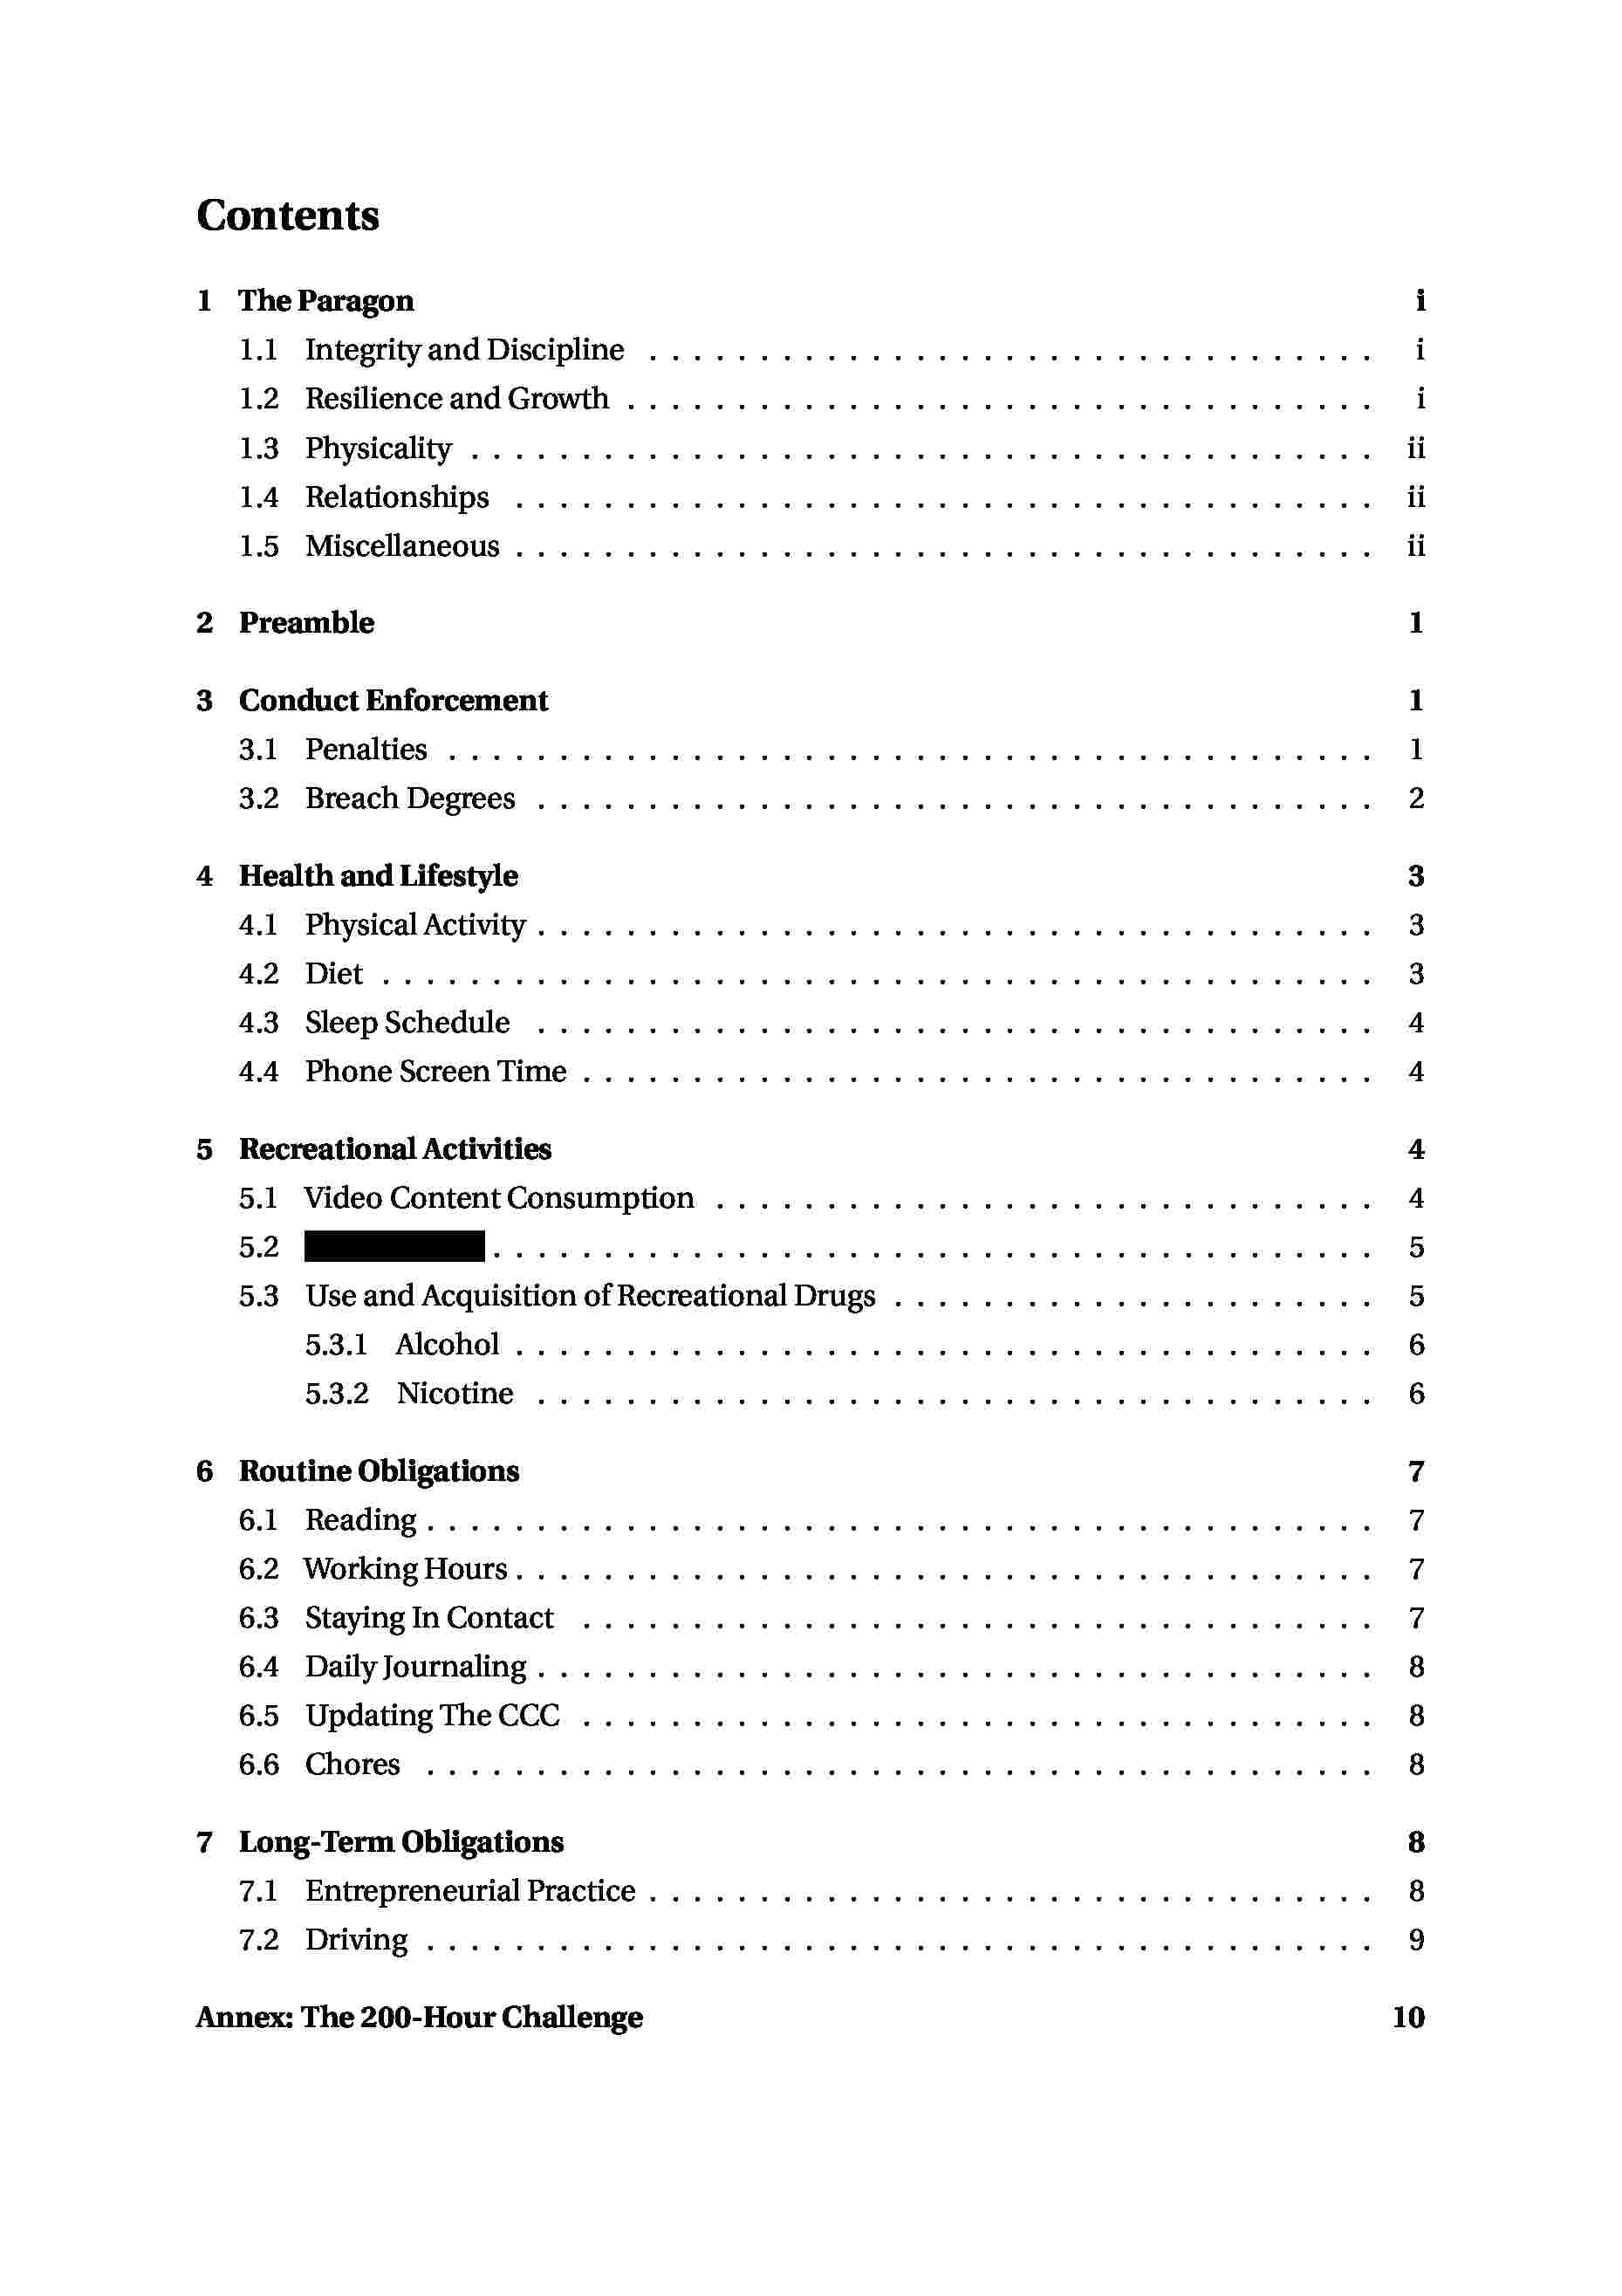 Contents
1 The Paragon i
1.1 Integrity and Discipline . . . . . . . . . . . . . . . . . . . . . . . . . . . . . . . . . i
1.2 Resilience and Growth . . . . . . . . . . . . . . . . . . . . . . . . . . . . . . . . . . i
1.3 Physicality . . . . . . . . . . . . . . . . . . . . . . . . . . . . . . . . . . . . . . . . . ii
1.4 Relationships . . . . . . . . . . . . . . . . . . . . . . . . . . . . . . . . . . . . . . . ii
1.5 Miscellaneous . . . . . . . . . . . . . . . . . . . . . . . . . . . . . . . . . . . . . . . ii
2 Preamble 1
3 Conduct Enforcement 1
3.1 Penalties . . . . . . . . . . . . . . . . . . . . . . . . . . . . . . . . . . . . . . . . . . 1
3.2 Breach Degrees . . . . . . . . . . . . . . . . . . . . . . . . . . . . . . . . . . . . . . 2
4 Health and Lifestyle 3
4.1 Physical Activity . . . . . . . . . . . . . . . . . . . . . . . . . . . . . . . . . . . . . . 3
4.2 Diet . . . . . . . . . . . . . . . . . . . . . . . . . . . . . . . . . . . . . . . . . . . . . 3
4.3 Sleep Schedule . . . . . . . . . . . . . . . . . . . . . . . . . . . . . . . . . . . . . . 4
4.4 Phone Screen Time . . . . . . . . . . . . . . . . . . . . . . . . . . . . . . . . . . . . 4
5 Recreational Activities 4
5.1 Video Content Consumption . . . . . . . . . . . . . . . . . . . . . . . . . . . . . . 4
5.2 . . . . . . . . . . . . . . . . . . . . . . . . . . . . . . . . . . . . . . . . 5
5.3 Use and Acquisition of Recreational Drugs . . . . . . . . . . . . . . . . . . . . . . 5
5.3.1 Alcohol . . . . . . . . . . . . . . . . . . . . . . . . . . . . . . . . . . . . . . . 6
5.3.2 Nicotine . . . . . . . . . . . . . . . . . . . . . . . . . . . . . . . . . . . . . . 6
6 Routine Obligations 7
6.1 Reading . . . . . . . . . . . . . . . . . . . . . . . . . . . . . . . . . . . . . . . . . . . 7
6.2 Working Hours . . . . . . . . . . . . . . . . . . . . . . . . . . . . . . . . . . . . . . . 7
6.3 Staying In Contact . . . . . . . . . . . . . . . . . . . . . . . . . . . . . . . . . . . . 7
6.4 Daily Journaling . . . . . . . . . . . . . . . . . . . . . . . . . . . . . . . . . . . . . . 8
6.5 Updating The CCC . . . . . . . . . . . . . . . . . . . . . . . . . . . . . . . . . . . . 8
6.6 Chores . . . . . . . . . . . . . . . . . . . . . . . . . . . . . . . . . . . . . . . . . . . 8
7 Long-Term Obligations 8
7.1 Entrepreneurial Practice . . . . . . . . . . . . . . . . . . . . . . . . . . . . . . . . . 8
7.2 Driving . . . . . . . . . . . . . . . . . . . . . . . . . . . . . . . . . . . . . . . . . . . 9
Annex: The 200-Hour Challenge 10